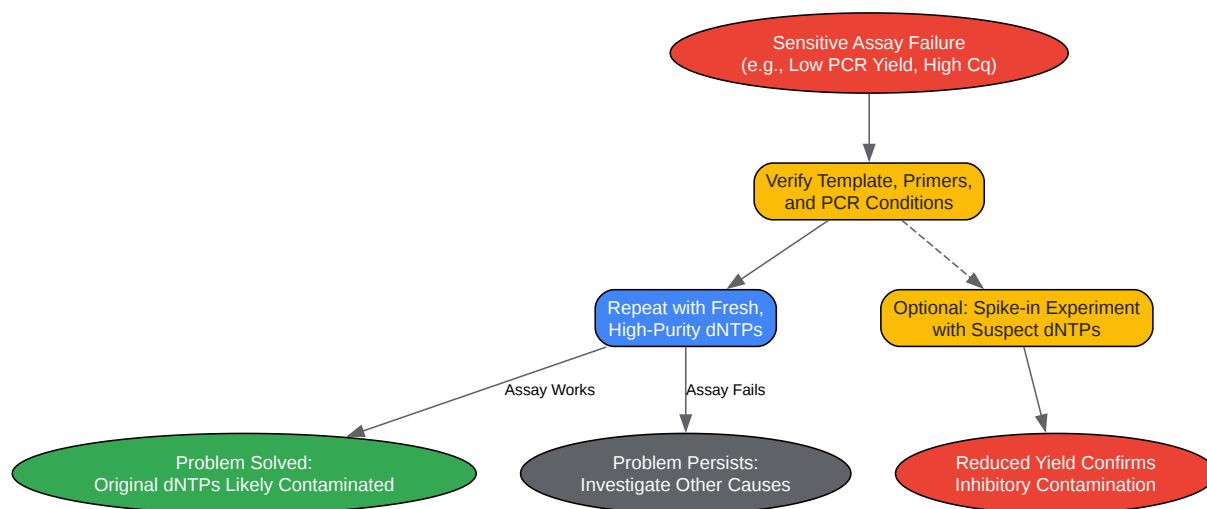 Sensitive Assay Failure
(e.g., Low PCR Yield, High Cq)
Verify Template, Primers,
and PCR Conditions
Repeat with Fresh,
High-Purity dNTPs
Optional: Spike-in Experiment
with Suspect dNTPs
Assay Works
Assay Fails
Problem Solved:
Original dNTPs Likely Contaminated
Problem Persists:
Investigate Other Causes
Reduced Yield Confirms
Inhibitory Contamination